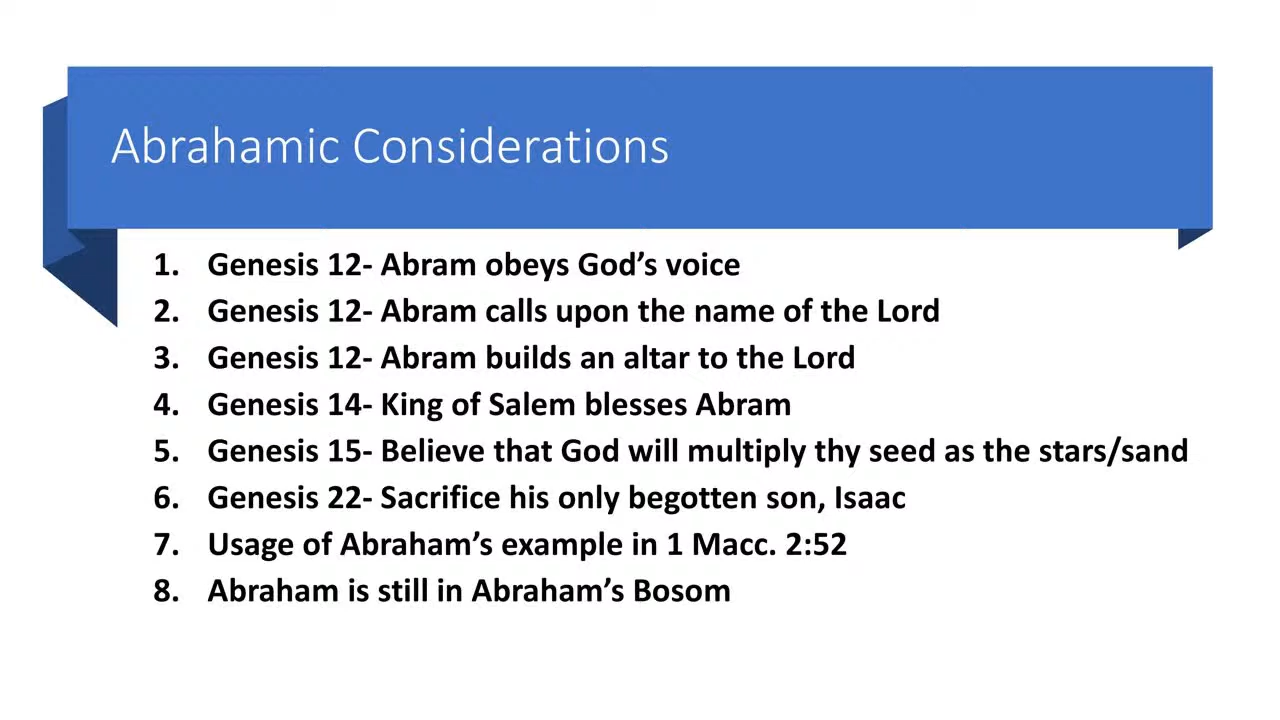 Abrahamic Considerations
1. Genesis 12- Abram obeys God’s voice
2. Genesis 12- Abram calls upon the name of the Lord
3. Genesis 12- Abram builds an altar to the Lord
4. Genesis 14- King of Salem blesses Abram
5. Genesis 15- Believe that God will multiply thy seed as the stars/sand
6. Genesis 22- Sacrifice his only begotten son, Isaac
7. Usage of Abraham’s example in 1 Macc. 2:52
8. Abraham is still in Abraham’s Bosom